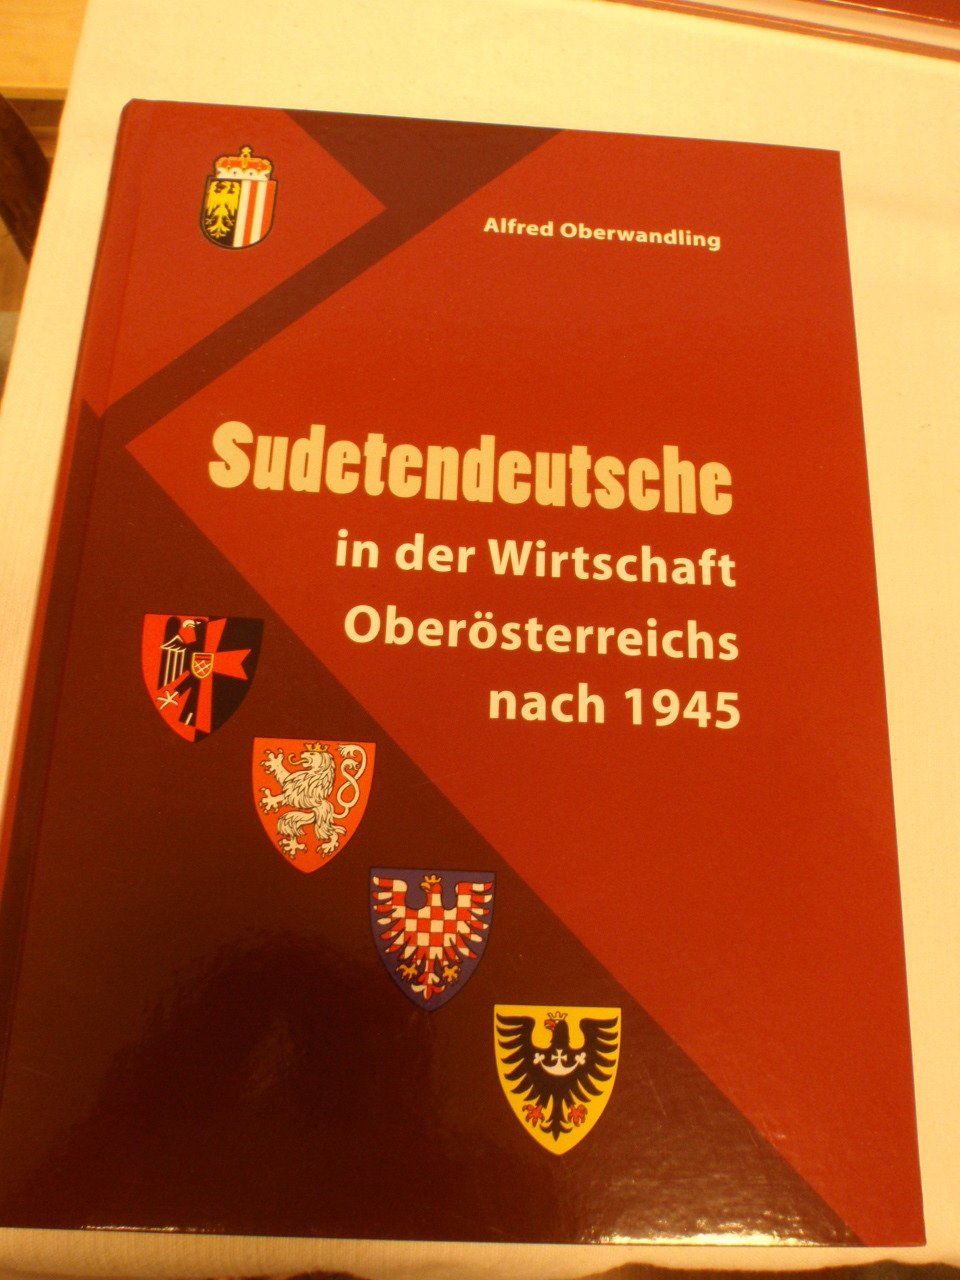 Alfred Oberwandling
Sudetendeutsche
in der Wirtschaft
Oberösterreichs
nach 1945